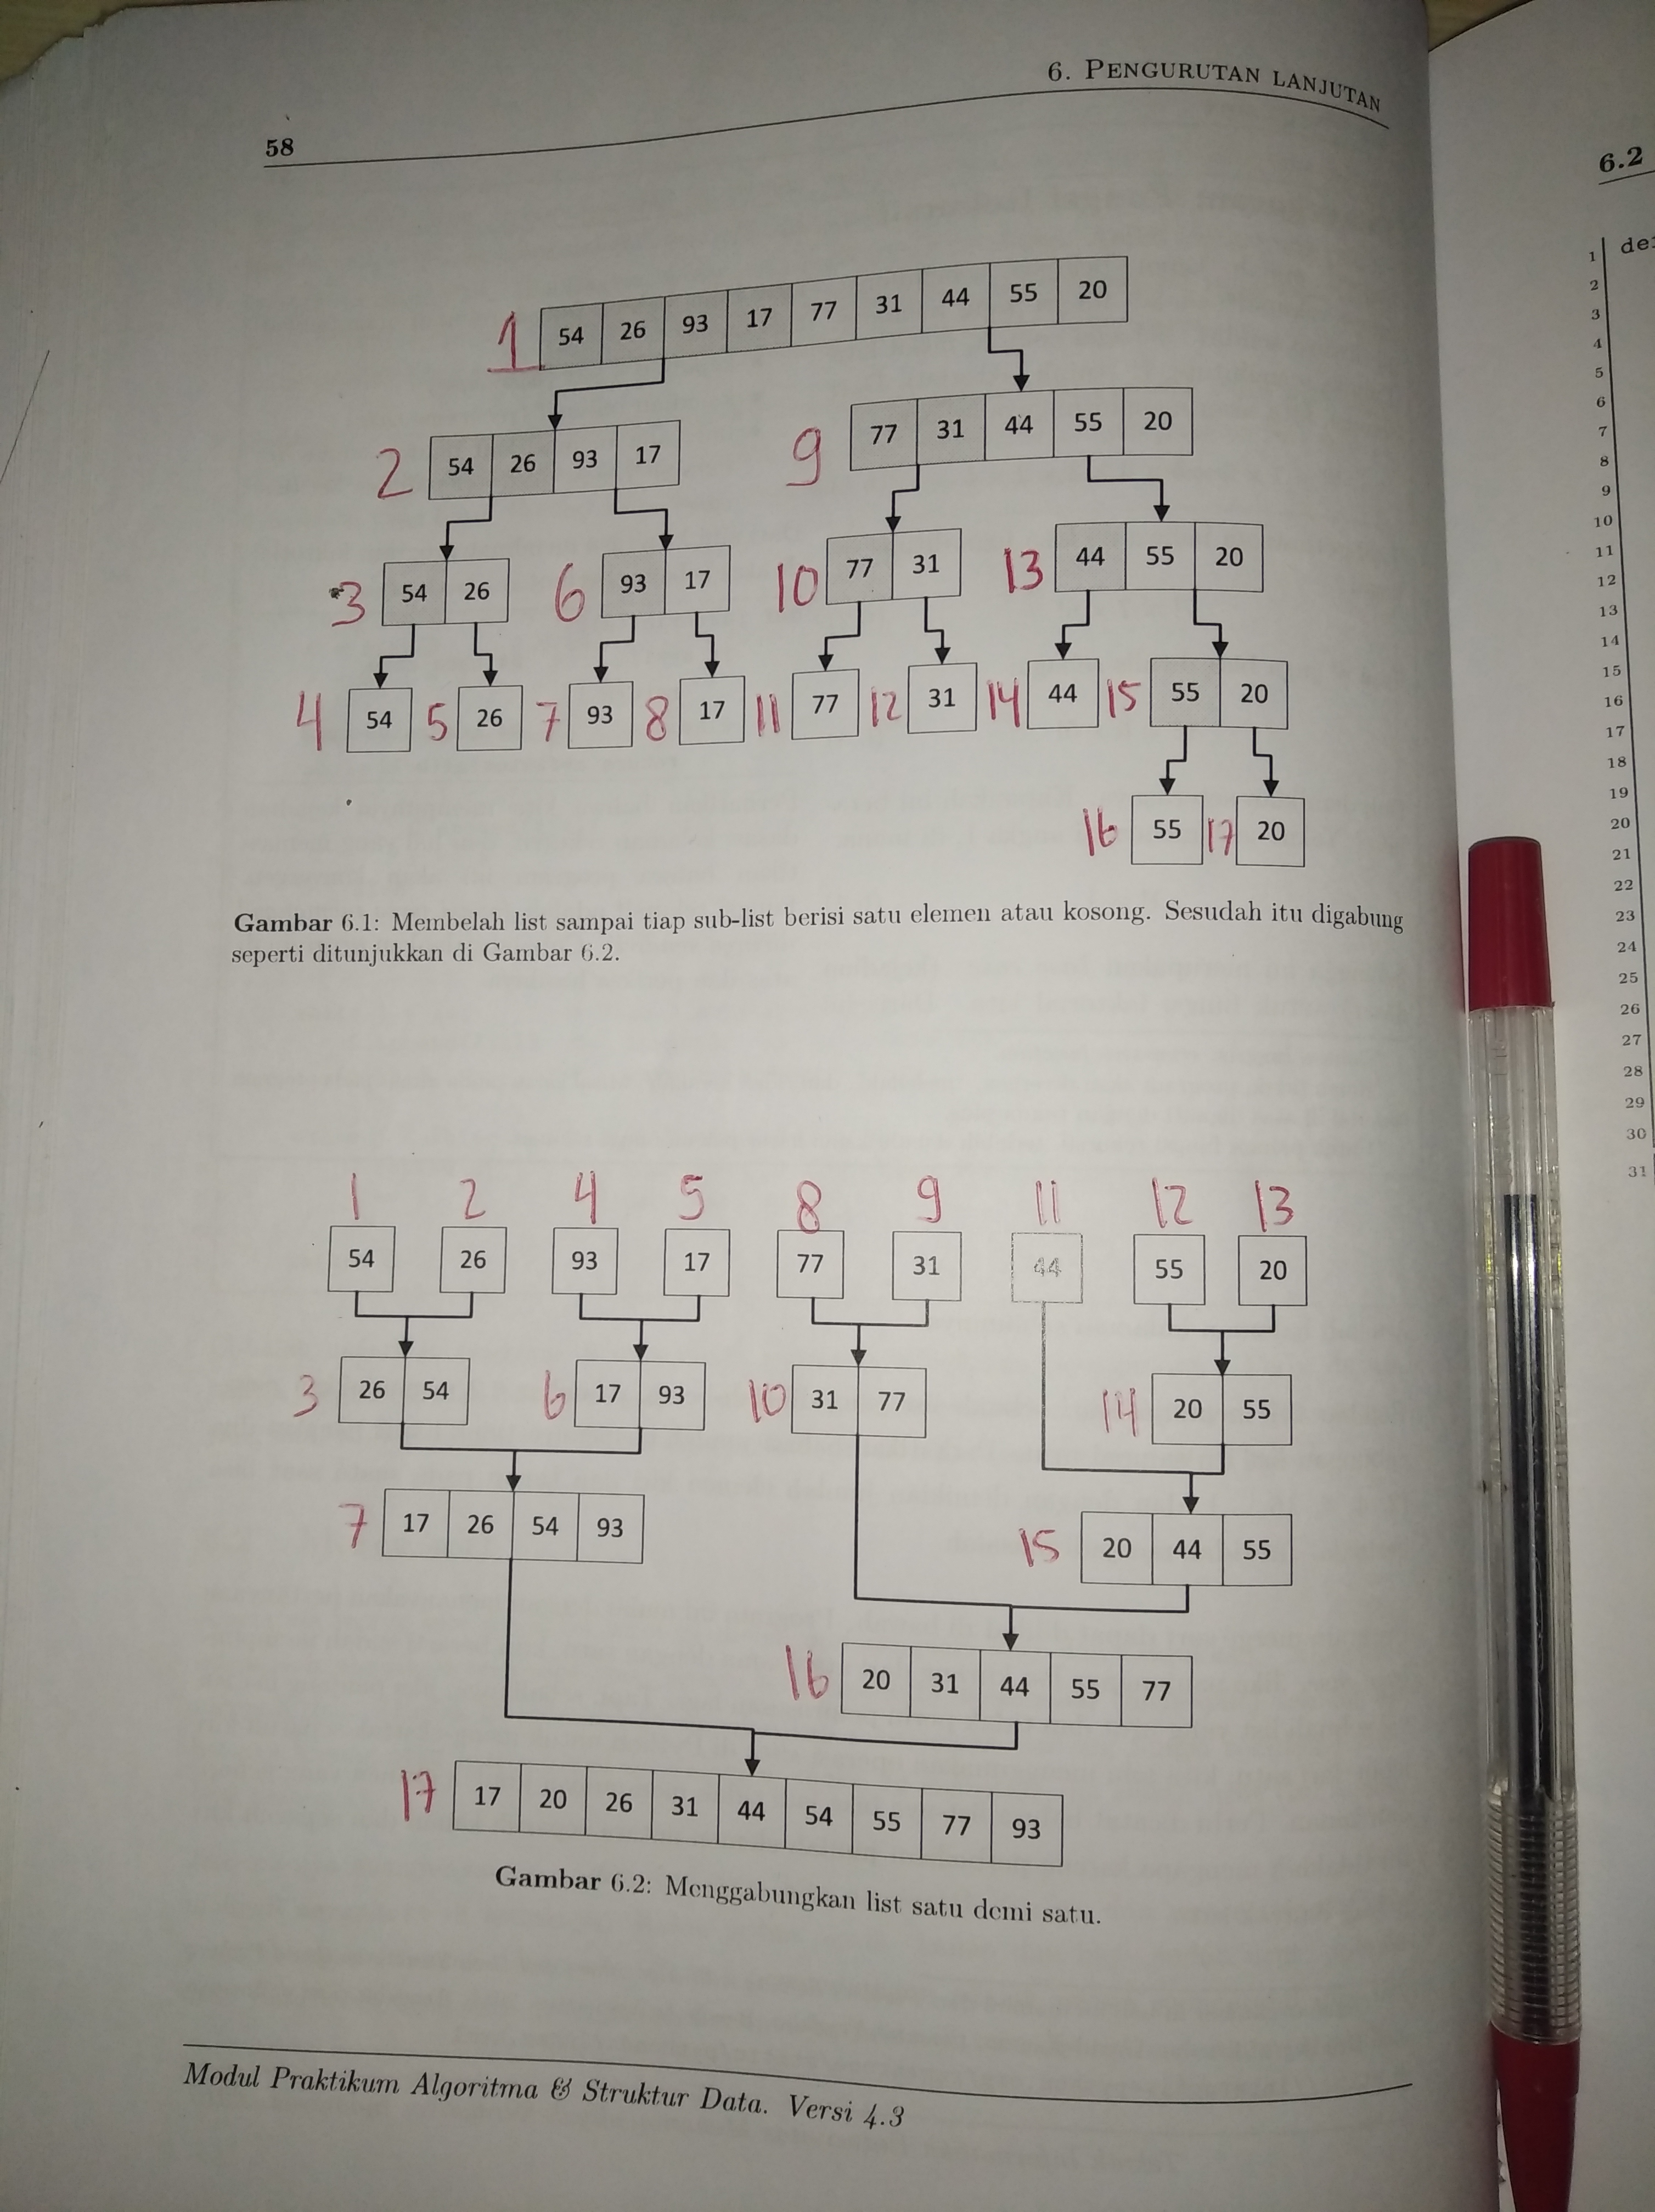 6. PENGURUTAN LANJUTAN
58
1 54 26 93 17 77 31 44 55 20
2 54 26 93 17 9 77 31 44 55 20
3 54 26 6 93 17 10 77 31 13 44 55 20
4 54 5 26 7 93 8 17 11 77 12 31 14 44 15 55 20
16 55 17 20
Gambar 6.1: Membelah list sampai tiap sub-list berisi satu elemen atau kosong. Sesudah itu digabung
seperti ditunjukkan di Gambar 6.2.
1 2 4 5 8 9 11 12 13
54 26 93 17 77 31 44 55 20
3 26 54 6 17 93 10 31 77 14 20 55
7 17 26 54 93 15 20 44 55
16 20 31 44 55 77
17 17 20 26 31 44 54 55 77 93
Gambar 6.2: Menggabungkan list satu demi satu.
Modul Praktikum Algoritma & Struktur Data. Versi 4.3
6.2
1
2
3
4
5
6
7
8
9
10
11
12
13
14
15
16
17
18
19
20
21
22
23
24
25
26
27
28
29
30
31